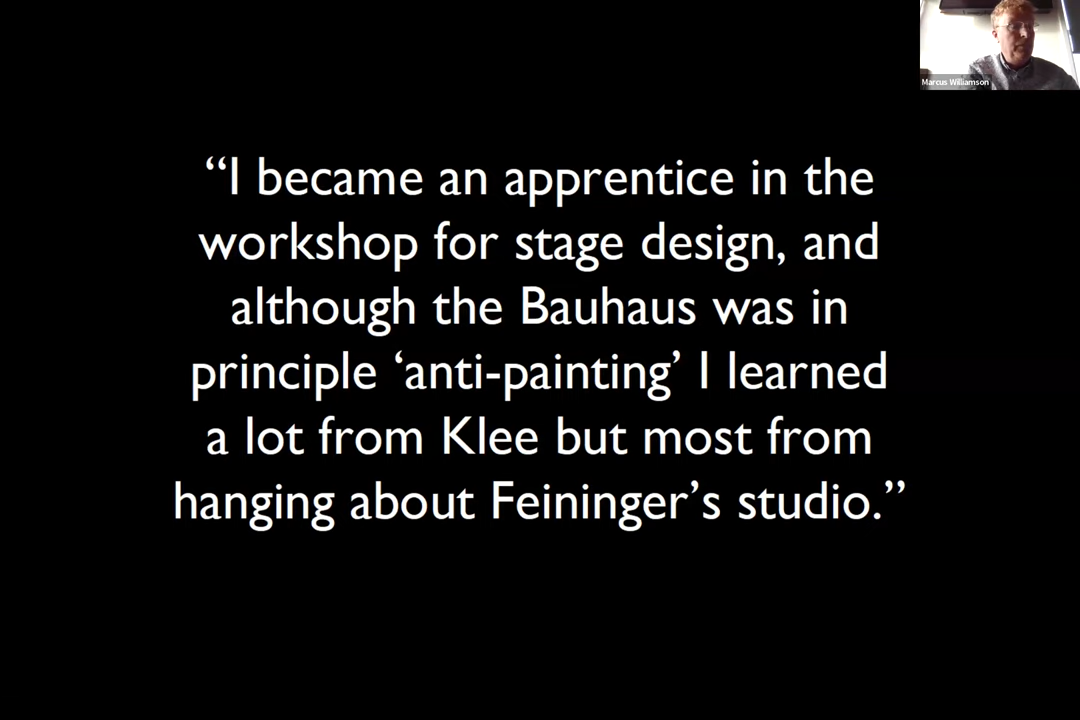 Marcus Williamson
“I became an apprentice in the
workshop for stage design, and
although the Bauhaus was in
principle ‘anti-painting’ I learned
a lot from Klee but most from
hanging about Feininger’s studio.”